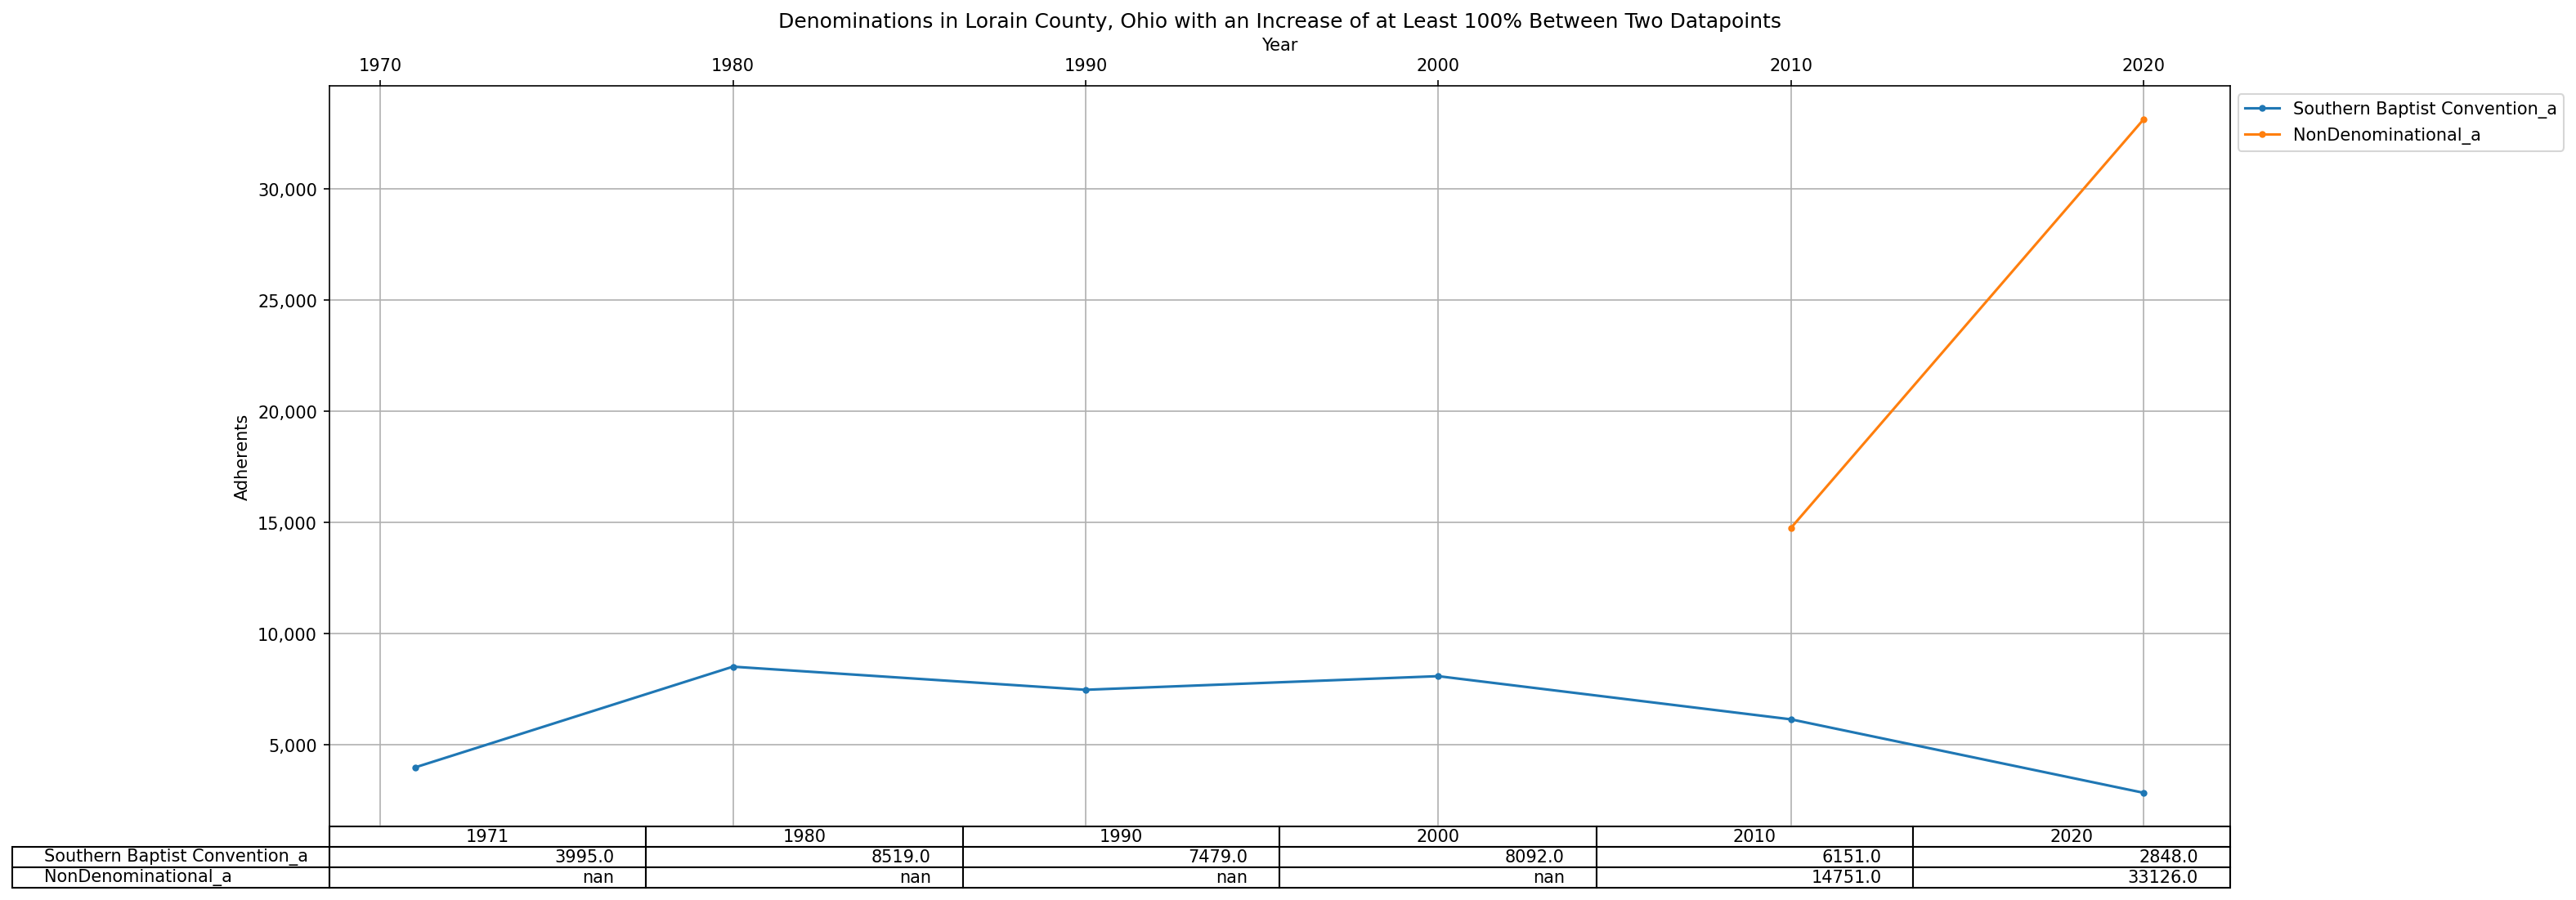 Denominations in Lorain County, Ohio with an Increase of at Least 100% Between Two Datapoints
Year
1970 1980 1990 2000 2010 2020
Southern Baptist Convention_a
NonDenominational_a
Adherents
30,000
25,000
20,000
15,000
10,000
5,000
1971 1980 1990 2000 2010 2020
Southern Baptist Convention_a 3995.0 8519.0 7479.0 8092.0 6151.0 2848.0
NonDenominational_a nan nan nan nan 14751.0 33126.0